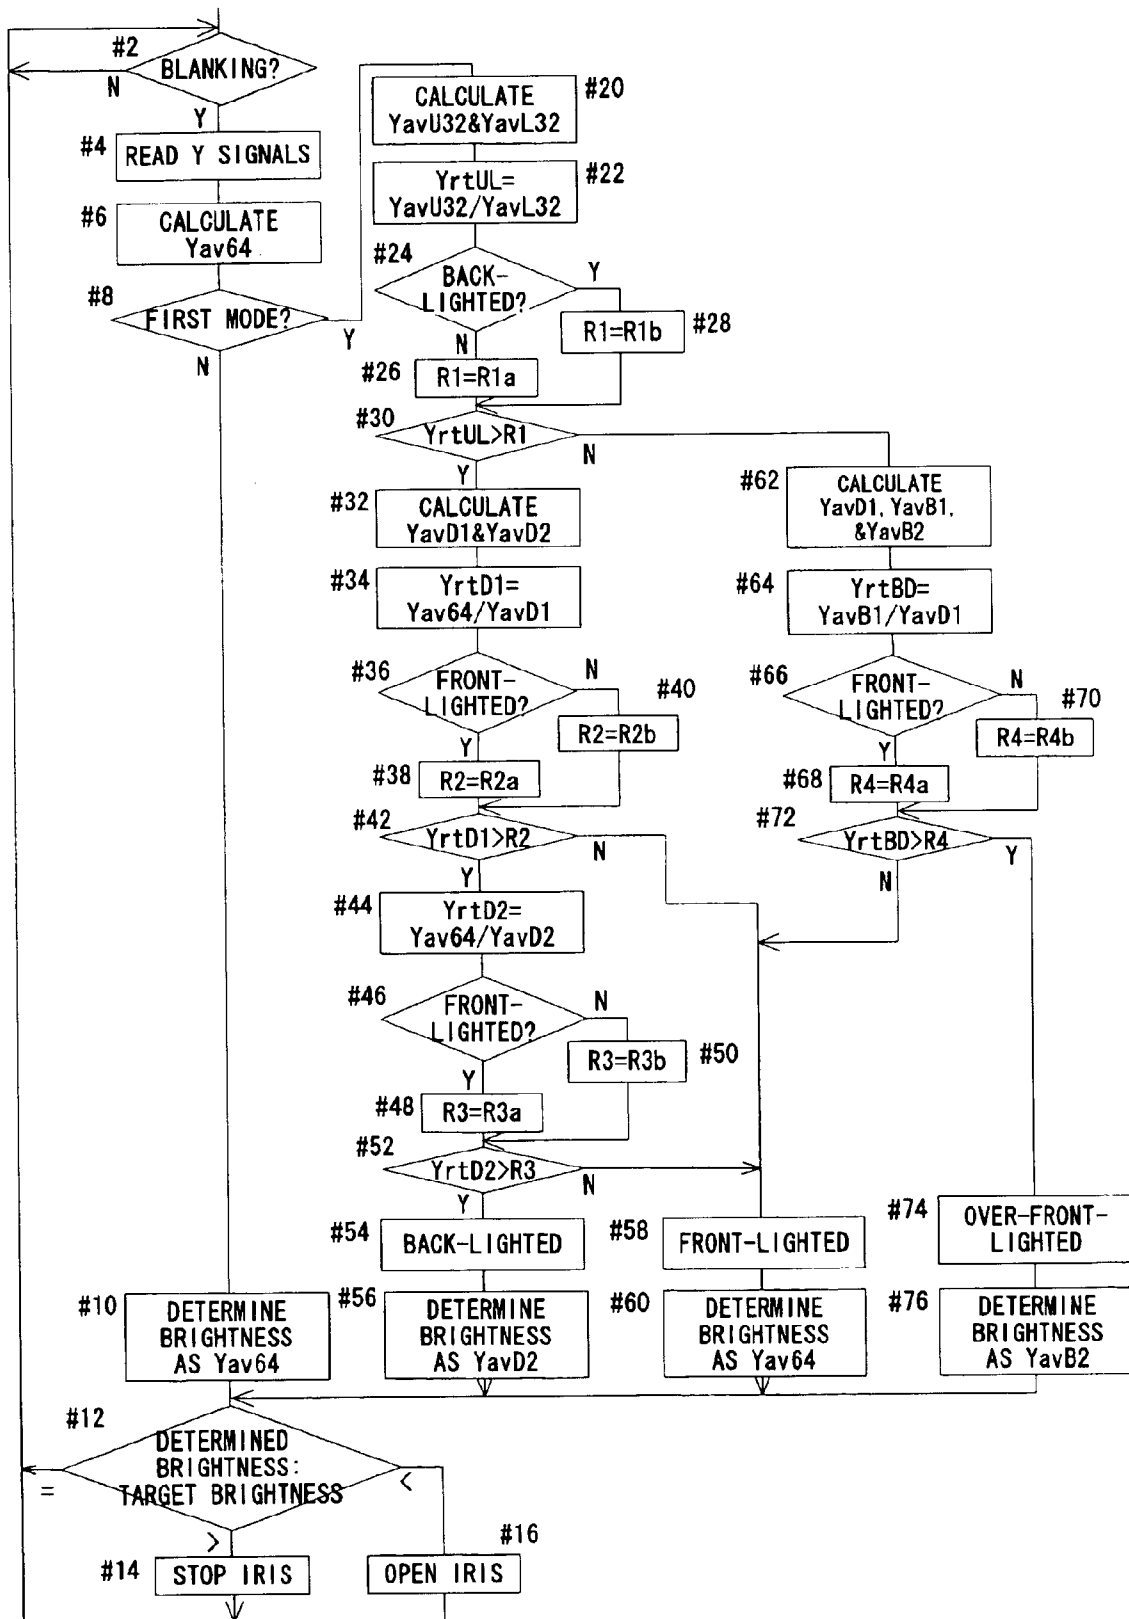 #2
BLANKING?
N
Y
#4
READ Y SIGNALS
#6
CALCULATE
Yav64
#8
FIRST MODE?
Y
N
#20
CALCULATE
YavU32&YavL32
#22
YrtUL=
YavU32/YavL32
#24
BACK-
LIGHTED?
Y
N
#28
R1=R1b
#26
R1=R1a
#30
YrtUL>R1
N
Y
#32
CALCULATE
YavD1&YavD2
#34
YrtD1=
Yav64/YavD1
#36
FRONT-
LIGHTED?
N
Y
#40
R2=R2b
#38
R2=R2a
#42
YrtD1>R2
N
Y
#44
YrtD2=
Yav64/YavD2
#46
FRONT-
LIGHTED?
N
Y
#50
R3=R3b
#48
R3=R3a
#52
YrtD2>R3
N
Y
#54
BACK-LIGHTED
#56
DETERMINE
BRIGHTNESS
AS YavD2
#58
FRONT-LIGHTED
#60
DETERMINE
BRIGHTNESS
AS Yav64
#62
CALCULATE
YavD1, YavB1,
&YavB2
#64
YrtBD=
YavB1/YavD1
#66
FRONT-
LIGHTED?
N
Y
#70
R4=R4b
#68
R4=R4a
#72
YrtBD>R4
Y
N
#74
OVER-FRONT-
LIGHTED
#76
DETERMINE
BRIGHTNESS
AS YavB2
#10
DETERMINE
BRIGHTNESS
AS Yav64
#12
DETERMINED
BRIGHTNESS:
TARGET BRIGHTNESS
=
<
>
#14
STOP IRIS
#16
OPEN IRIS